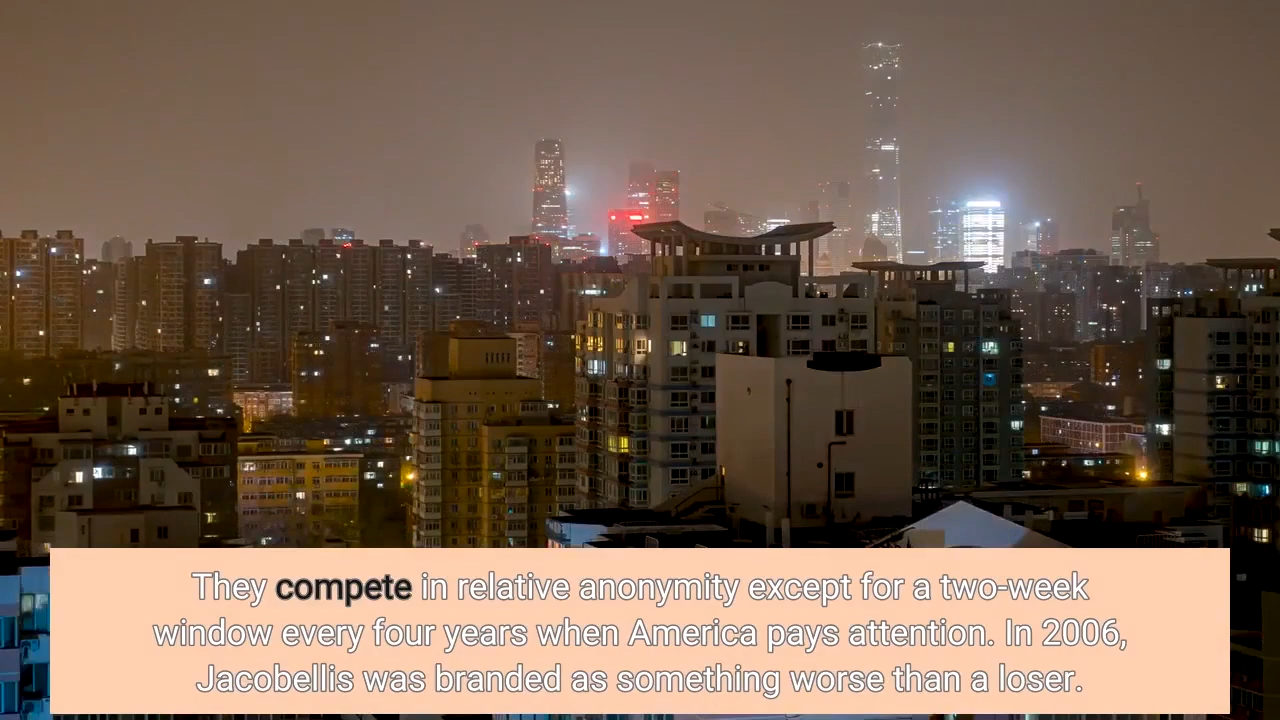 They compete in relative anonymity except for a two-week
window every four years when America pays attention. In 2006,
Jacobellis was branded as something worse than a loser.